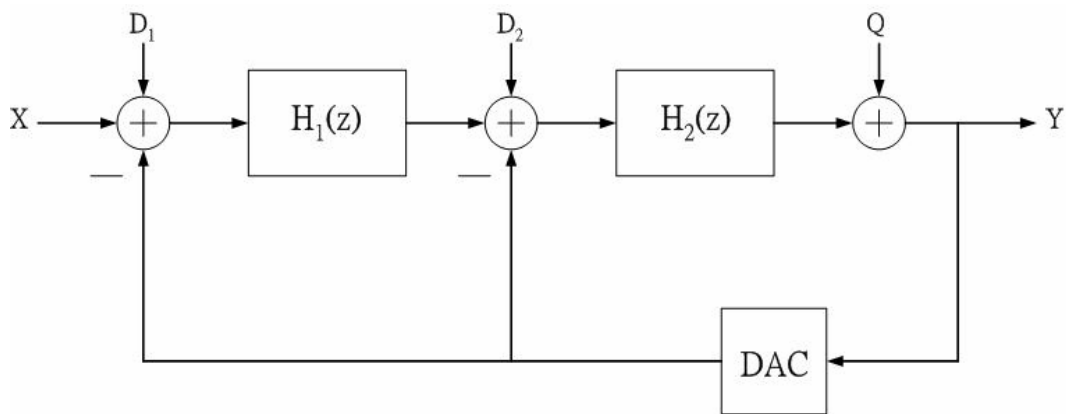 D₁ D₂ Q
X + H₁(z) + H₂(z) + Y
— —
DAC